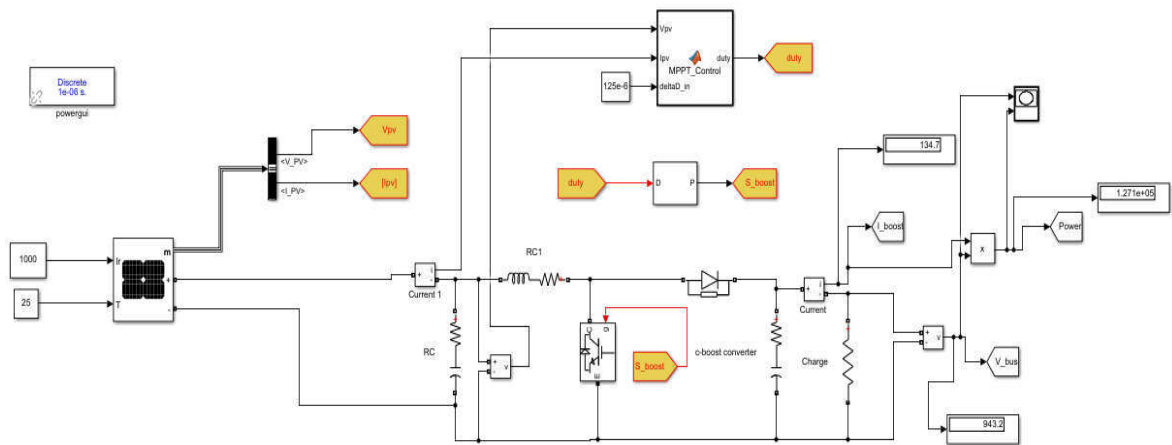 Discrete
1e-06 s.
powergui
Vpv
Ipv
deltaD_in
duty
MPPT_Control
125e-6
duty
<V_PV>
Vpv
<I_PV>
[Ipv]
duty
D
P
S_boost
134.7
I_boost
1.271e+05
Power
x
1000
25
Ir
T
m
+
-
+
-
i
Current 1
RC1
RC
+
-
v
g
C
E
S_boost
c-boost converter
+
-
i
Current
Charge
+
-
v
V_bus
943.2